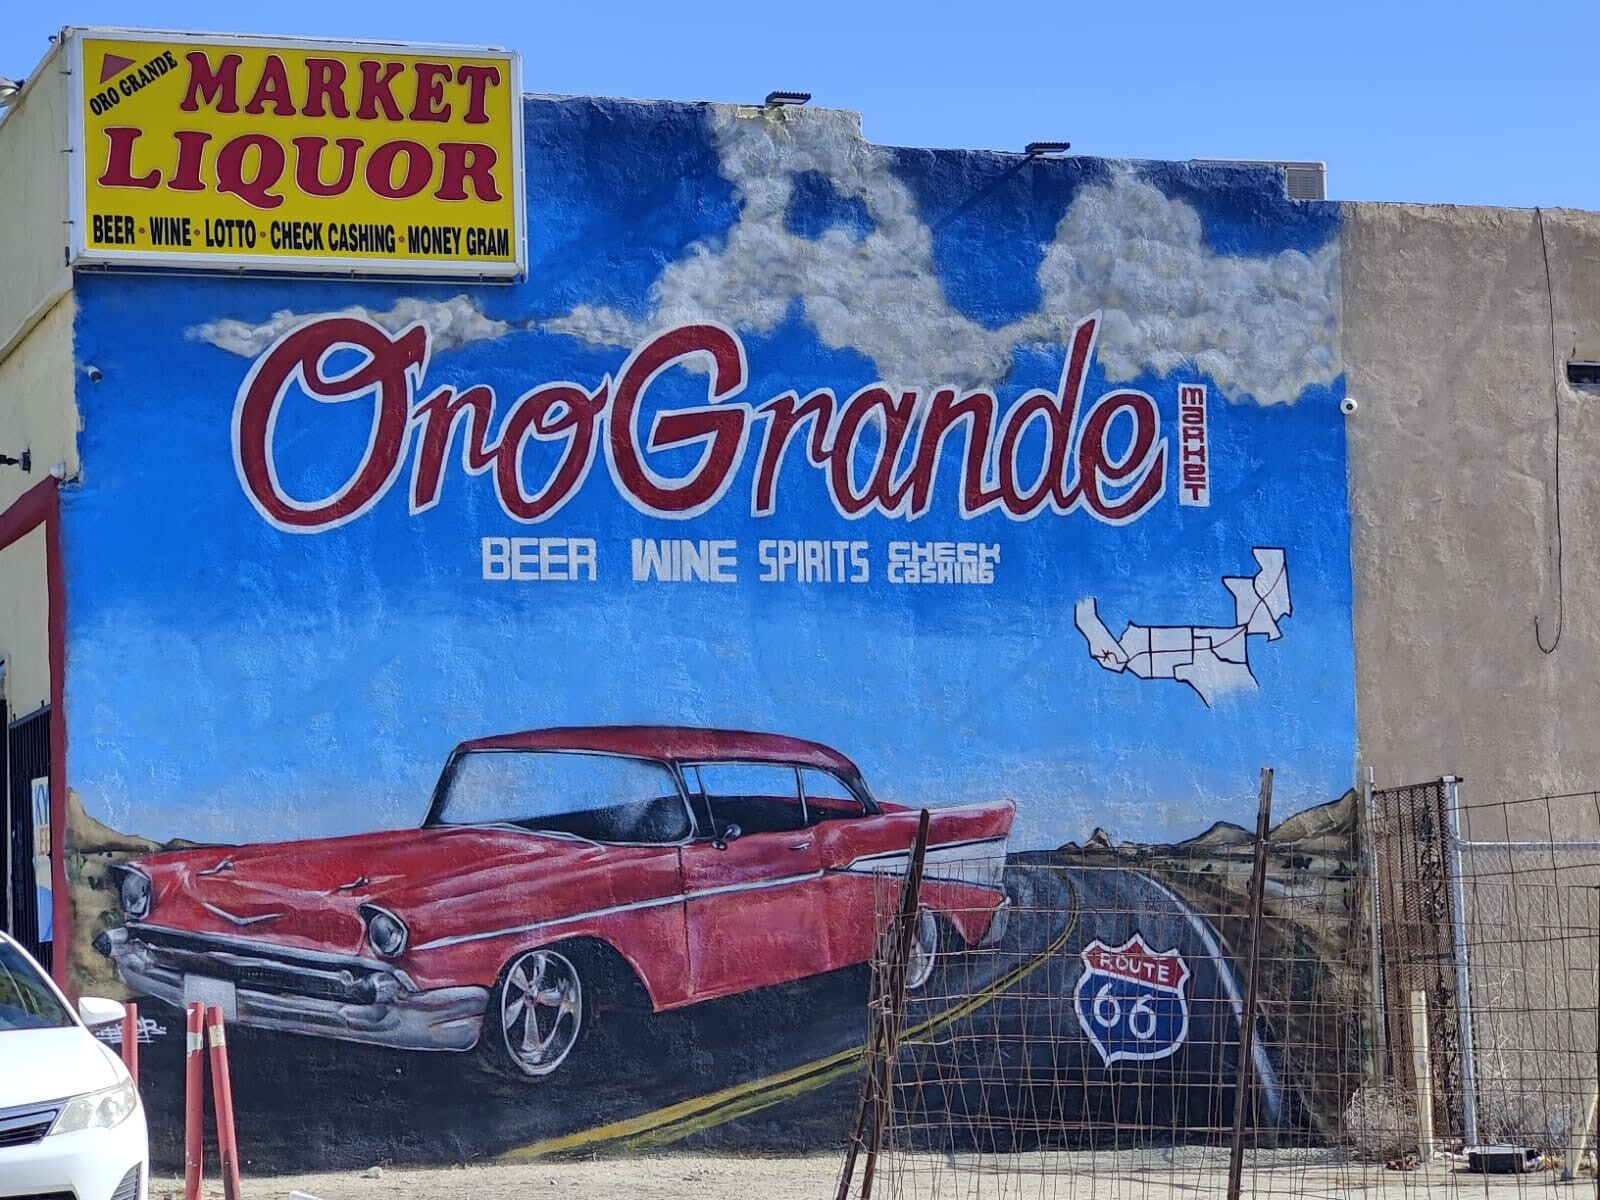 ORO GRANDE
MARKET
LIQUOR
BEER · WINE · LOTTO · CHECK CASHING · MONEY GRAM
OroGrande
MARKET
BEER WINE SPIRITS CHECK CASHING
ROUTE
66